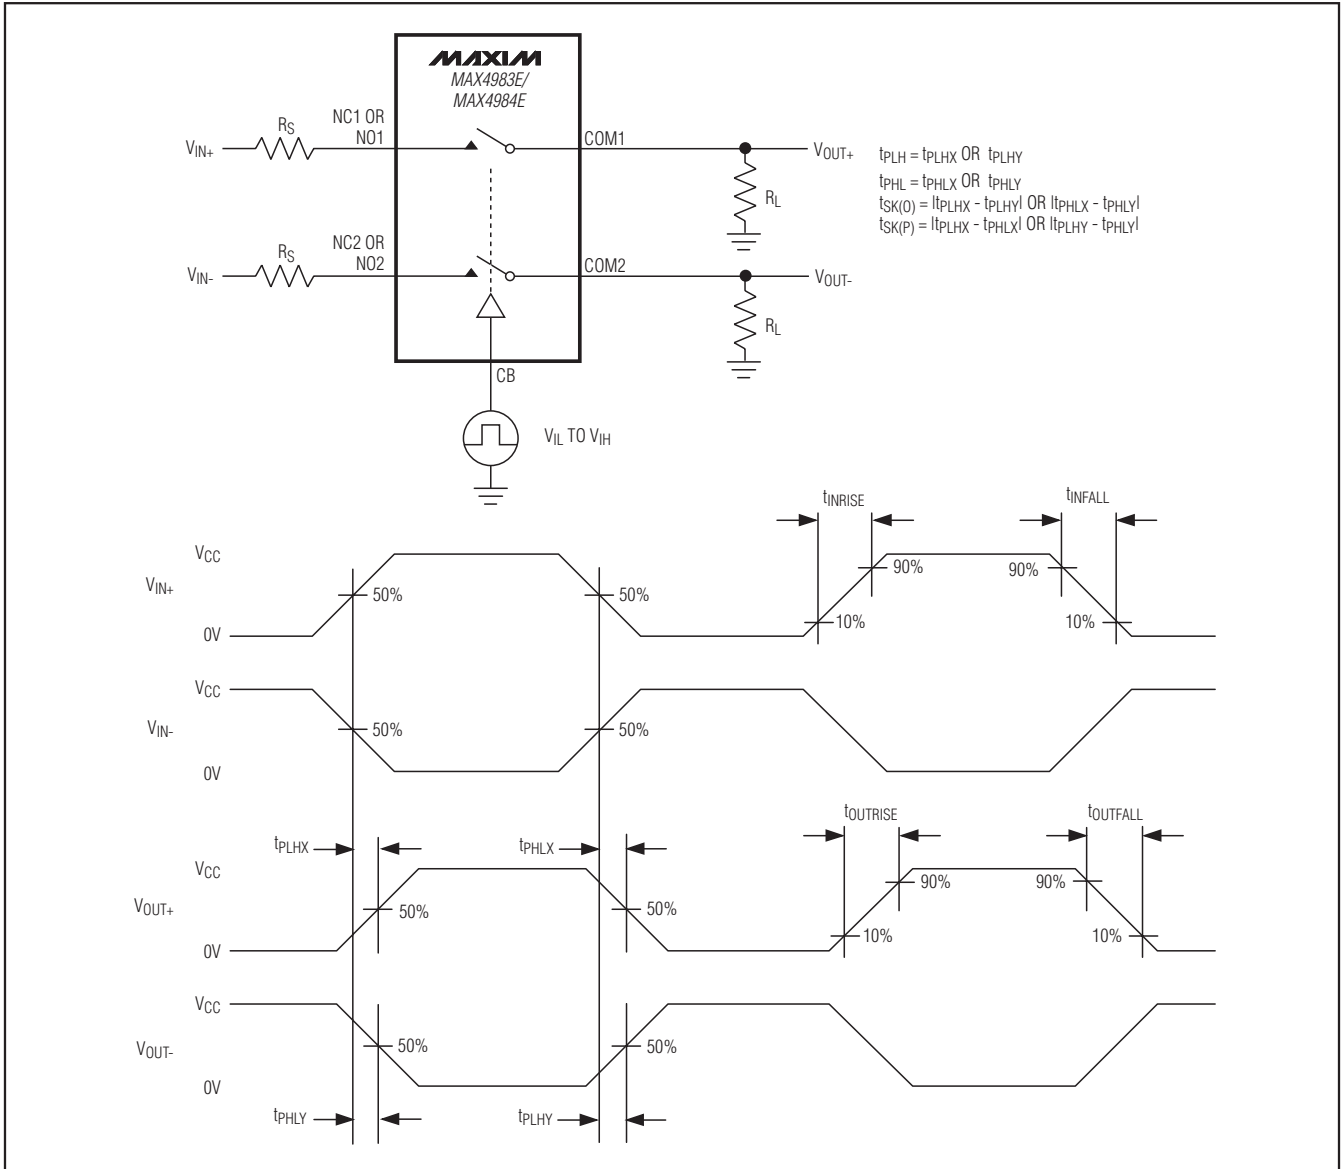 MAXIM
MAX4983E/
MAX4984E
NC1 OR
NO1
RS
VIN+
COM1
VOUT+
RL
tPLH = tPLHX OR tPLHY
tPHL = tPHLX OR tPHLY
tSK(O) = |tPLHX - tPLHY| OR |tPHLX - tPHLY|
tSK(P) = |tPLHX - tPHLX| OR |tPLHY - tPHLY|
NC2 OR
NO2
RS
VIN-
COM2
VOUT-
RL
CB
VIL TO VIH
tINRISE
tINFALL
VCC
VIN+
0V
50%
50%
90%
10%
90%
10%
VCC
VIN-
0V
50%
50%
tPLHX
tPHLX
tOUTRISE
tOUTFALL
VCC
VOUT+
0V
50%
50%
90%
10%
90%
10%
VCC
VOUT-
0V
50%
50%
tPHLY
tPLHY